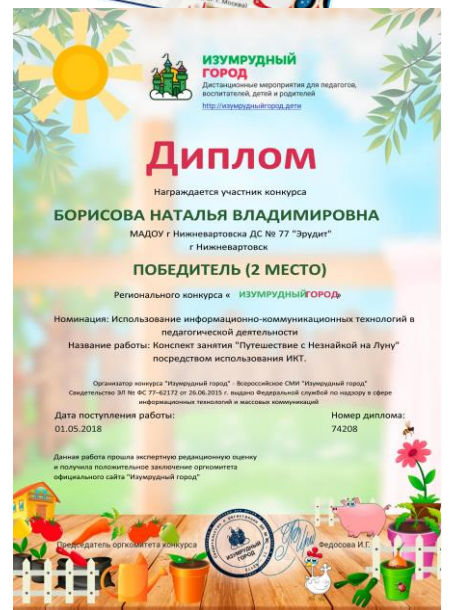 г. Москва)
ИЗУМРУДНЫЙ
ГОРОД
Дистанционные мероприятия для педагогов,
воспитателей, детей и родителей
http://изумрудныйгород.дети
Диплом
Награждается участник конкурса
БОРИСОВА НАТАЛЬЯ ВЛАДИМИРОВНА
МАДОУ г Нижневартовска ДС № 77 "Эрудит"
г Нижневартовск
ПОБЕДИТЕЛЬ (2 МЕСТО)
Регионального конкурса « ИЗУМРУДНЫЙГОРОД»
Номинация: Использование информационно-коммуникационных технологий в
педагогической деятельности
Название работы: Конспект занятия "Путешествие с Незнайкой на Луну"
посредством использования ИКТ.
Организатор конкурса "Изумрудный город" - Всероссийское СМИ "Изумрудный город"
Свидетельство ЭЛ № ФС 77–62172 от 26.06.2015 г. выдано Федеральной службой по надзору в сфере
информационных технологий и массовых коммуникаций
Дата поступления работы:
01.05.2018
Номер диплома:
74208
Данная работа прошла экспертную редакционную оценку
и получила положительное заключение оргкомитета
официального сайта "Изумрудный город"
Председатель оргкомитета конкурса
ИЗУМРУДНЫЙ
ГОРОД
Федосова И.Г.